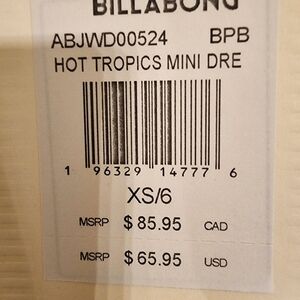 BILLABONG
ABJWD00524 BPB
HOT TROPICS MINI DRE
1 96329 14777 6
XS/6
MSRP $85.95 CAD
MSRP $65.95 USD